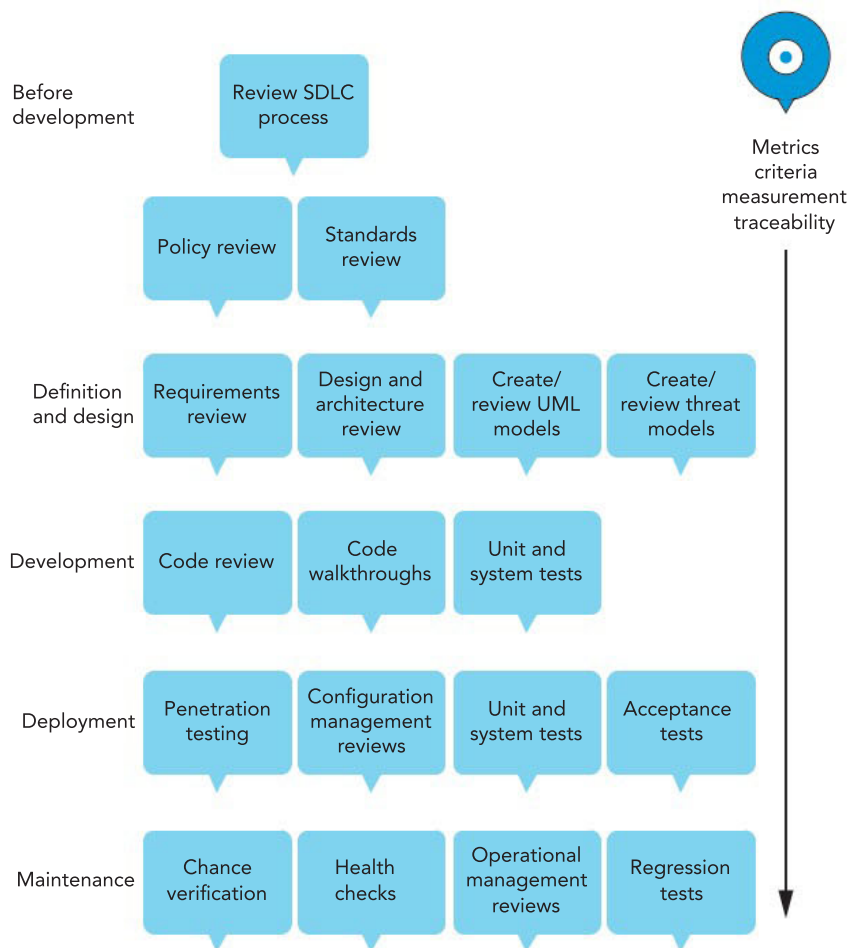 Before
development
Review SDLC
process
Metrics
criteria
measurement
traceability
Policy review
Standards
review
Definition
and design
Requirements
review
Design and
architecture
review
Create/
review UML
models
Create/
review threat
models
Development
Code review
Code
walkthroughs
Unit and
system tests
Deployment
Penetration
testing
Configuration
management
reviews
Unit and
system tests
Acceptance
tests
Maintenance
Chance
verification
Health
checks
Operational
management
reviews
Regression
tests